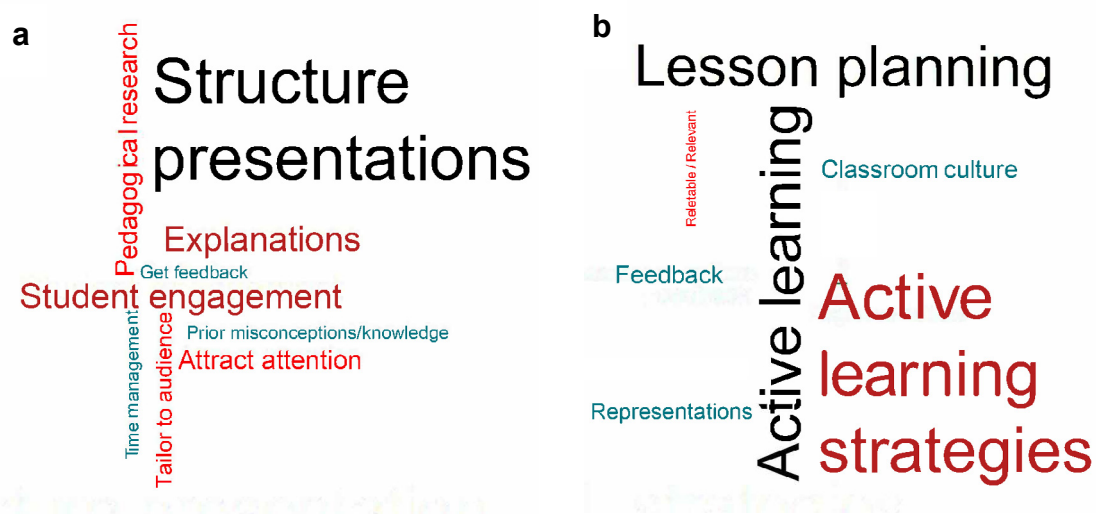 a
Pedagogical research
Structure
presentations
Explanations
Get feedback
Student engagement
Time management
Tailor to audience
Prior misconceptions/knowledge
Attract attention
b
Lesson planning
Reletable / Relevant
Active learning
Classroom culture
Feedback
Active
learning
strategies
Representations